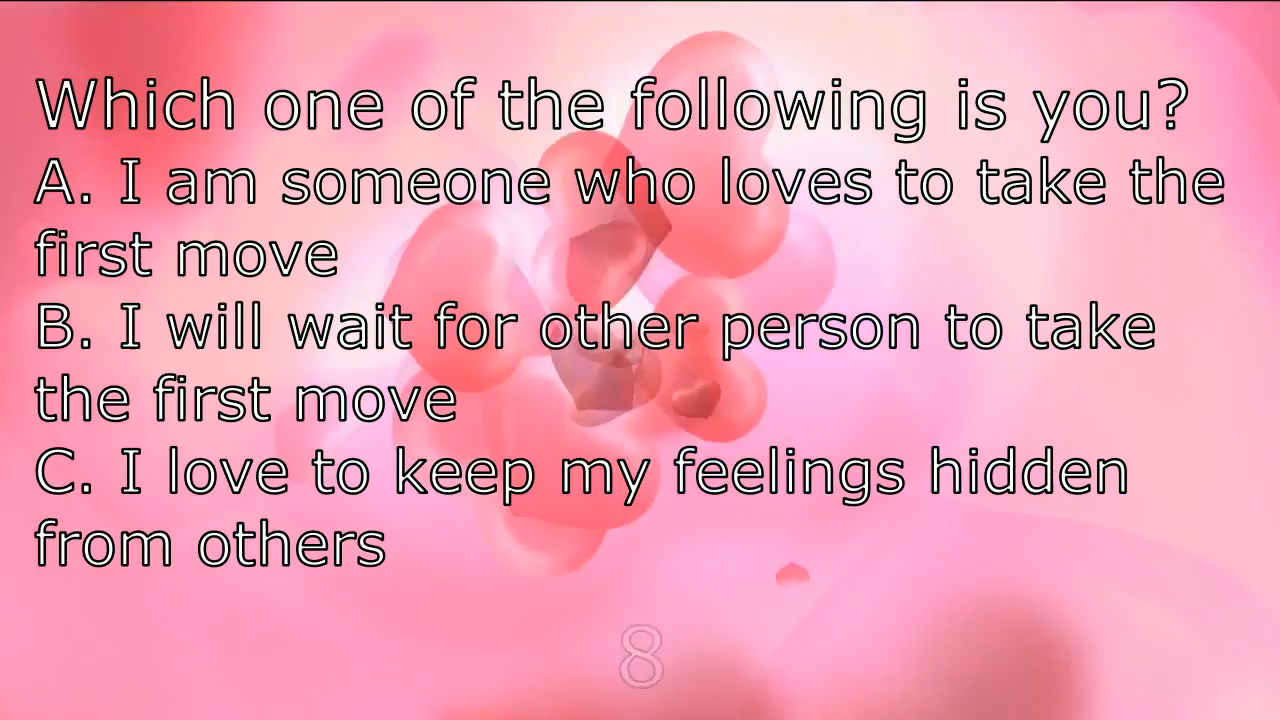 Which one of the following is you?
A. I am someone who loves to take the
first move
B. I will wait for other person to take
the first move
C. I love to keep my feelings hidden
from others
8